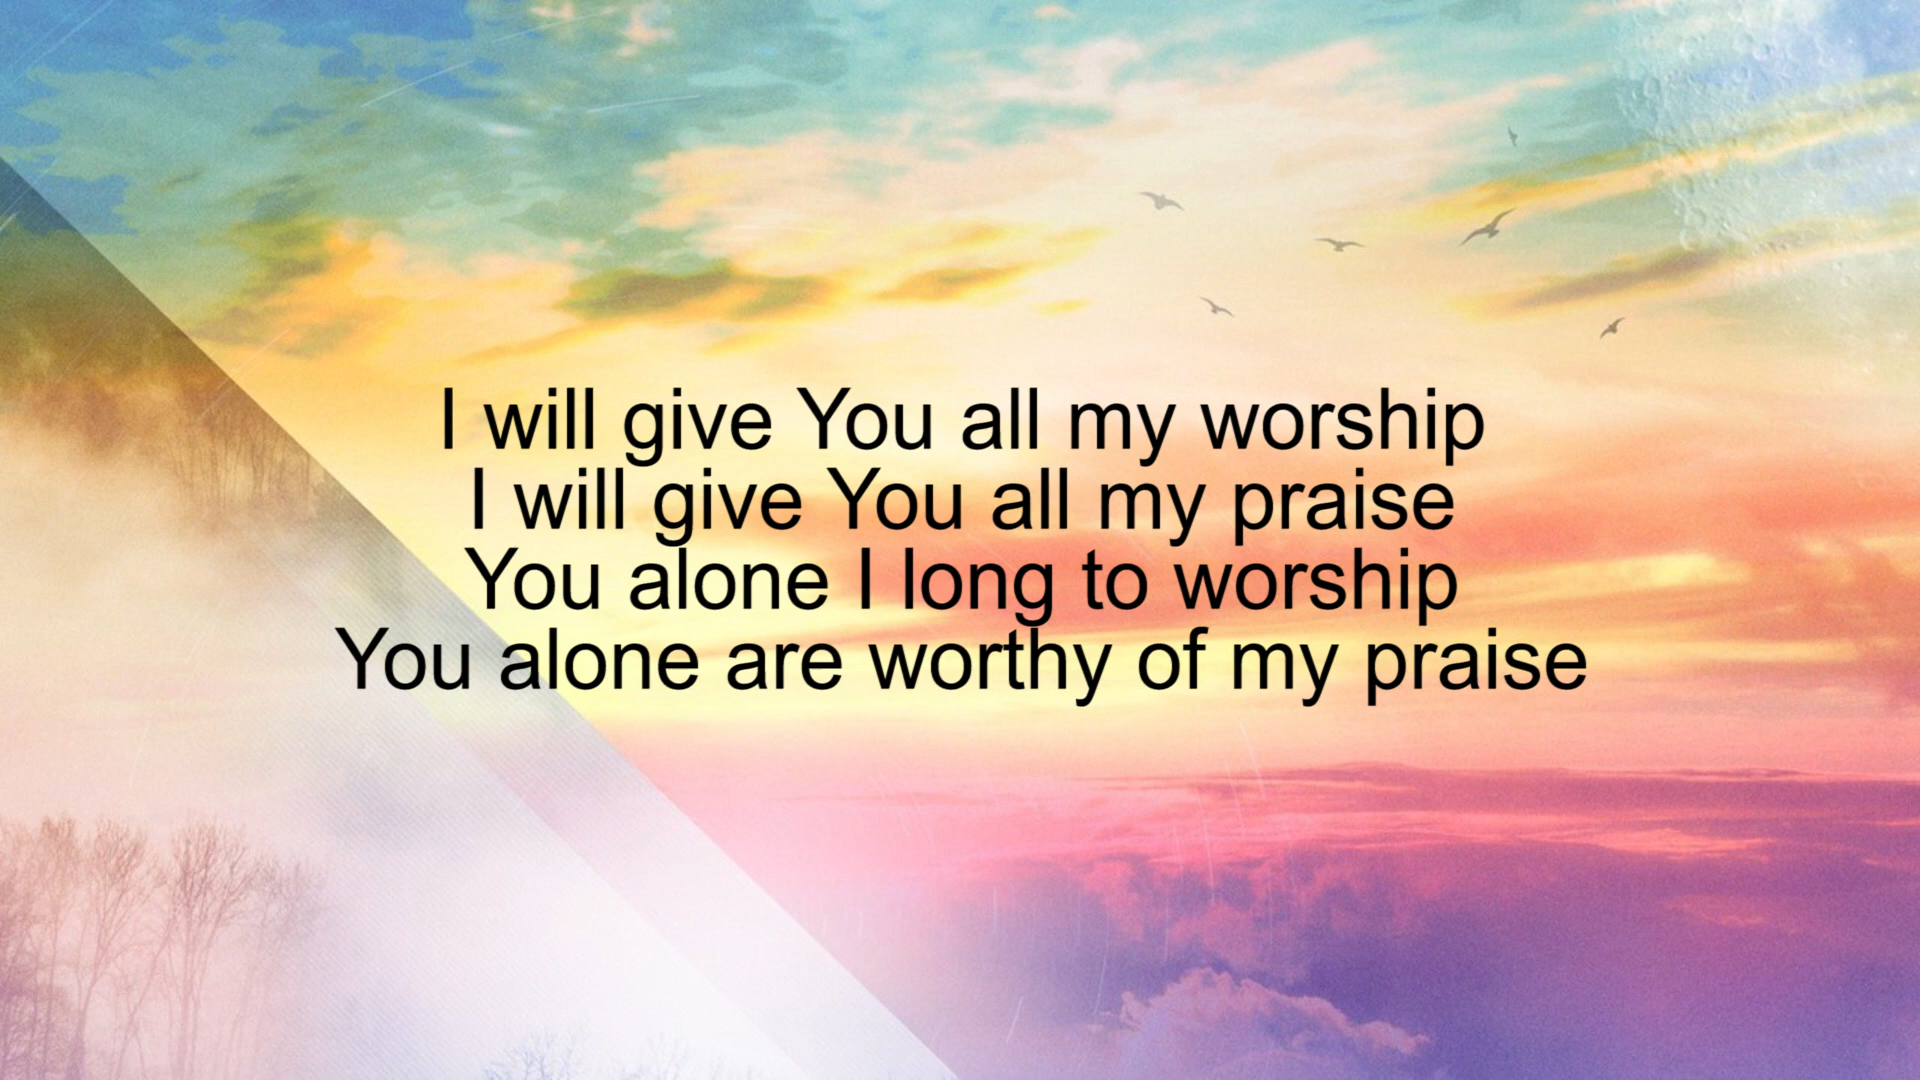 I will give You all my worship
I will give You all my praise
You alone I long to worship
You alone are worthy of my praise